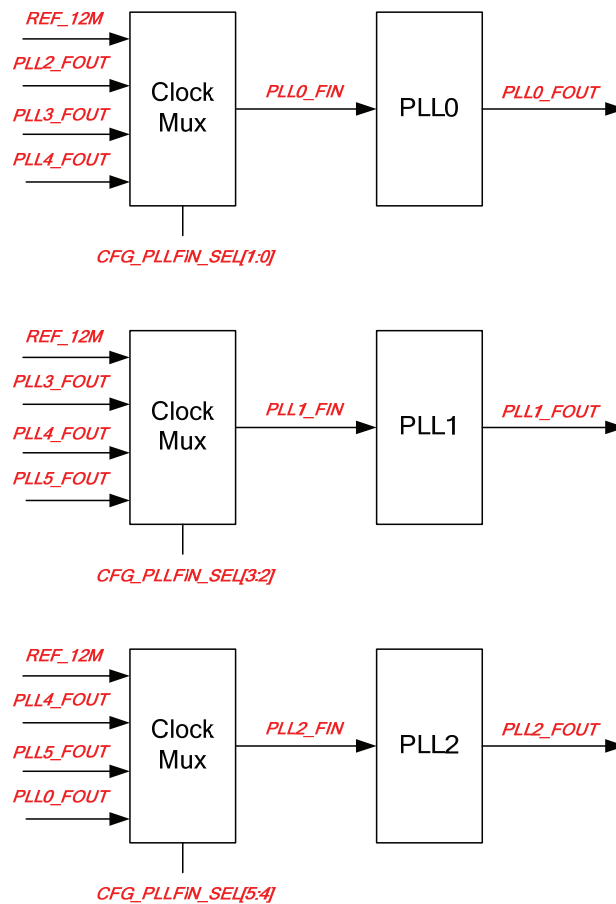 REF_12M
PLL2_FOUT
PLL3_FOUT
PLL4_FOUT
Clock
Mux
PLL0_FIN
PLL0
PLL0_FOUT
CFG_PLLFIN_SEL[1:0]
REF_12M
PLL3_FOUT
PLL4_FOUT
PLL5_FOUT
Clock
Mux
PLL1_FIN
PLL1
PLL1_FOUT
CFG_PLLFIN_SEL[3:2]
REF_12M
PLL4_FOUT
PLL5_FOUT
PLL0_FOUT
Clock
Mux
PLL2_FIN
PLL2
PLL2_FOUT
CFG_PLLFIN_SEL[5:4]